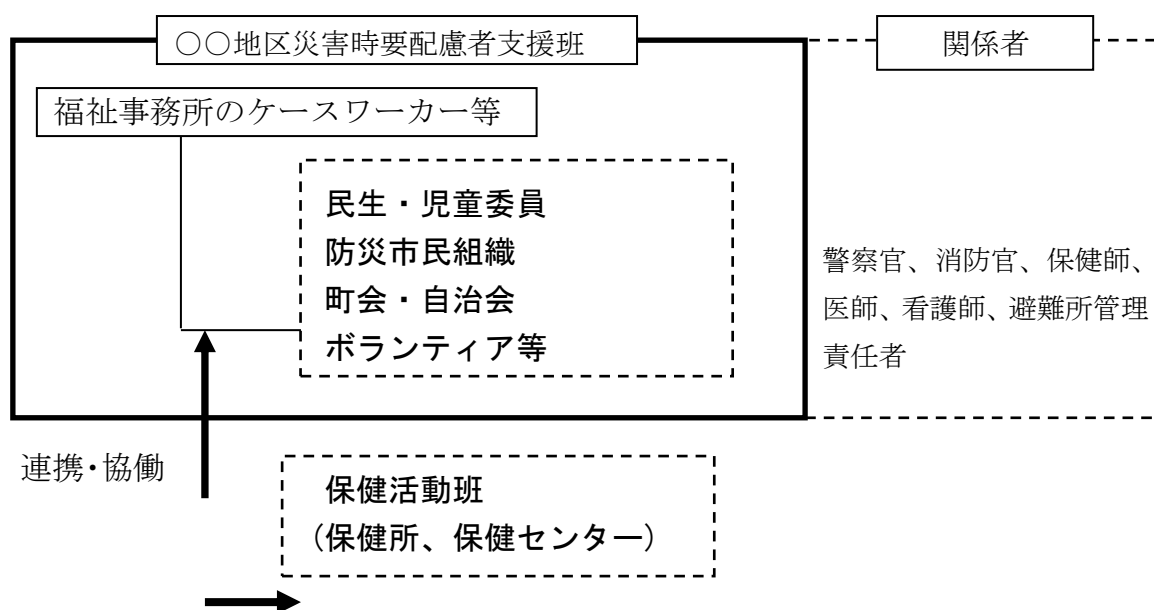 〇〇地区災害時要配慮者支援班
関係者
福祉事務所のケースワーカー等
民生・児童委員
防災市民組織
町会・自治会
ボランティア等
警察官、消防官、保健師、
医師、看護師、避難所管理
責任者
連携・協働
保健活動班
（保健所、保健センター）